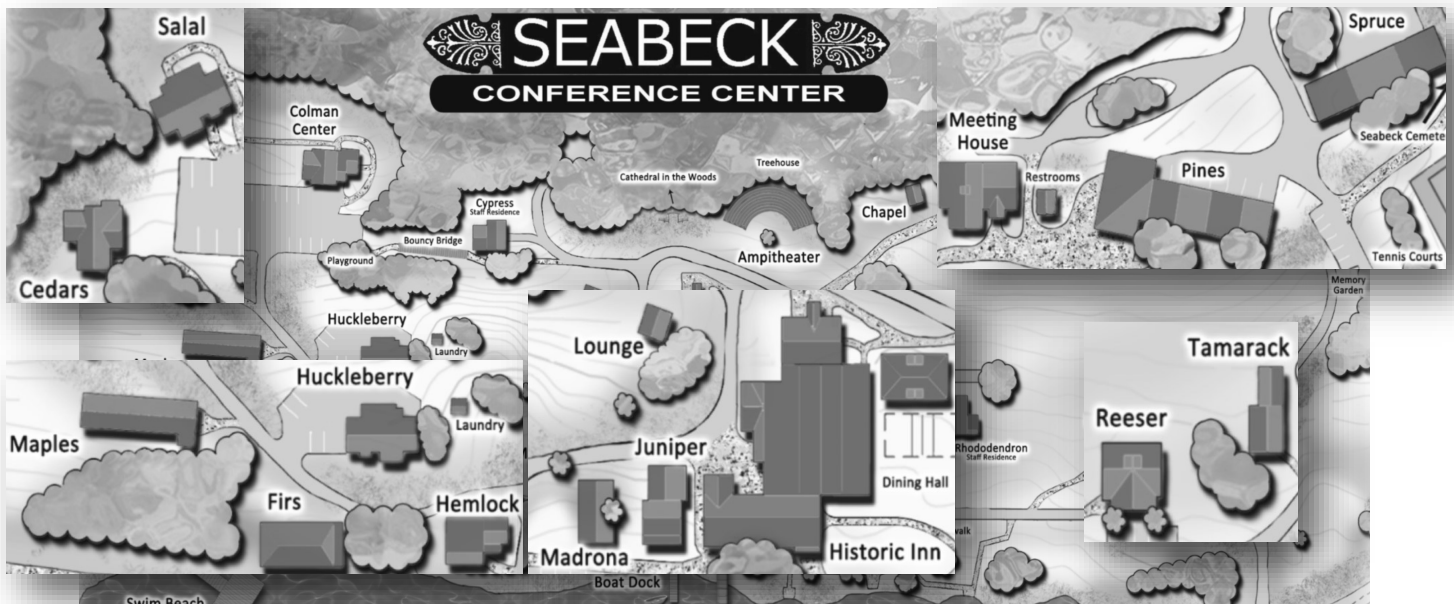 SEABECK
CONFERENCE CENTER
Salal
Cedars
Colman
Center
Cypress
Staff Residence
Bouncy Bridge
Playground
Cathedral in the Woods
Treehouse
Ampitheater
Chapel
Meeting
House
Restrooms
Pines
Spruce
Seabeck Cemete
Tennis Courts
Memory
Garden
Huckleberry
Laundry
Maples
Huckleberry
Laundry
Firs
Hemlock
Lounge
Juniper
Madrona
Dining Hall
Historic Inn
Rhododendron
Staff Residence
walk
Reeser
Tamarack
Boat Dock
Swim Beach